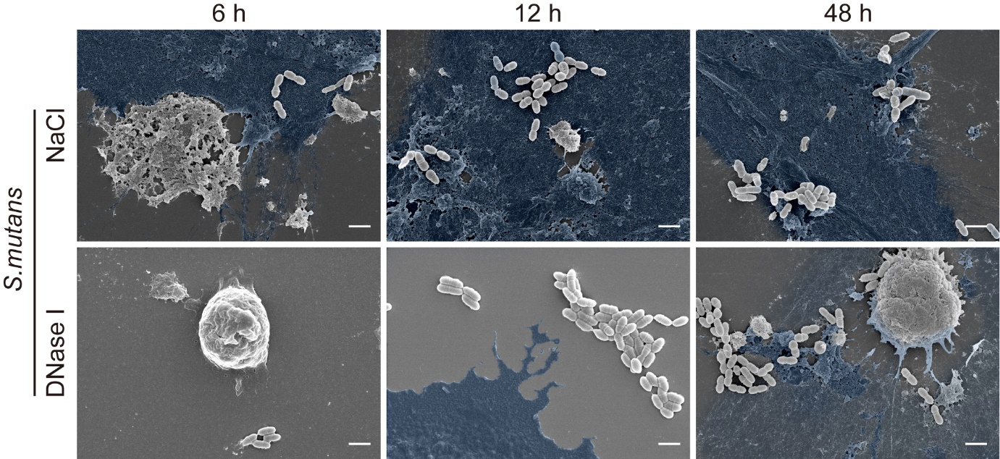 6 h
12 h
48 h
S.mutans
NaCl
DNase I